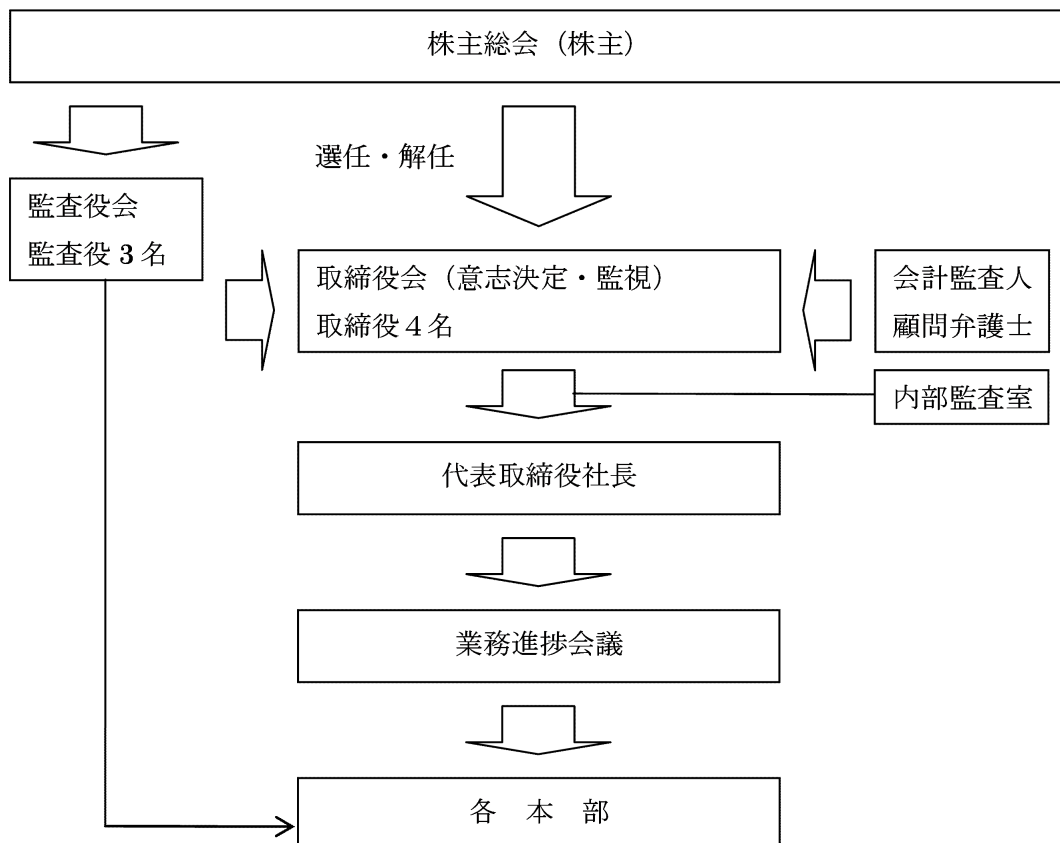 株主総会（株主）
選任・解任
監査役会
監査役 3 名
取締役会（意志決定・監視）
取締役４名
会計監査人
顧問弁護士
内部監査室
代表取締役社長
業務進捗会議
各　本　部